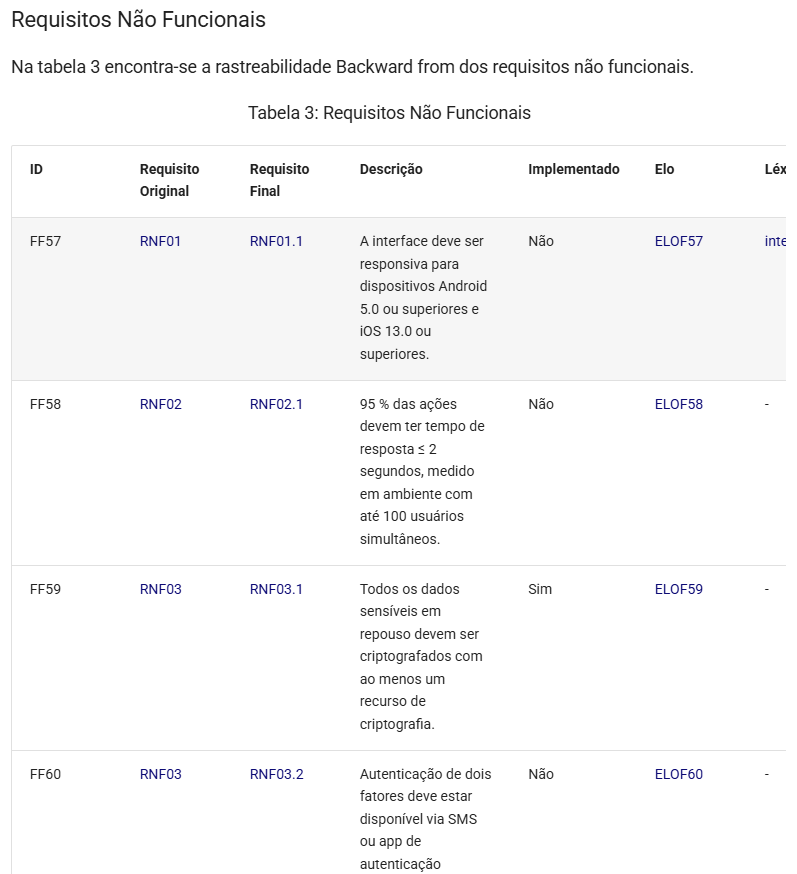 Requisitos Não Funcionais
Na tabela 3 encontra-se a rastreabilidade Backward from dos requisitos não funcionais.
Tabela 3: Requisitos Não Funcionais
ID Requisito Original Requisito Final Descrição Implementado Elo Léx
FF57 RNF01 RNF01.1 A interface deve ser Não ELOF57 inte
responsiva para
dispositivos Android
5.0 ou superiores e
iOS 13.0 ou
superiores.
FF58 RNF02 RNF02.1 95 % das ações Não ELOF58 -
devem ter tempo de
resposta ≤ 2
segundos, medido
em ambiente com
até 100 usuários
simultâneos.
FF59 RNF03 RNF03.1 Todos os dados Sim ELOF59 -
sensíveis em
repouso devem ser
criptografados com
ao menos um
recurso de
criptografia.
FF60 RNF03 RNF03.2 Autenticação de dois Não ELOF60 -
fatores deve estar
disponível via SMS
ou app de
autenticação